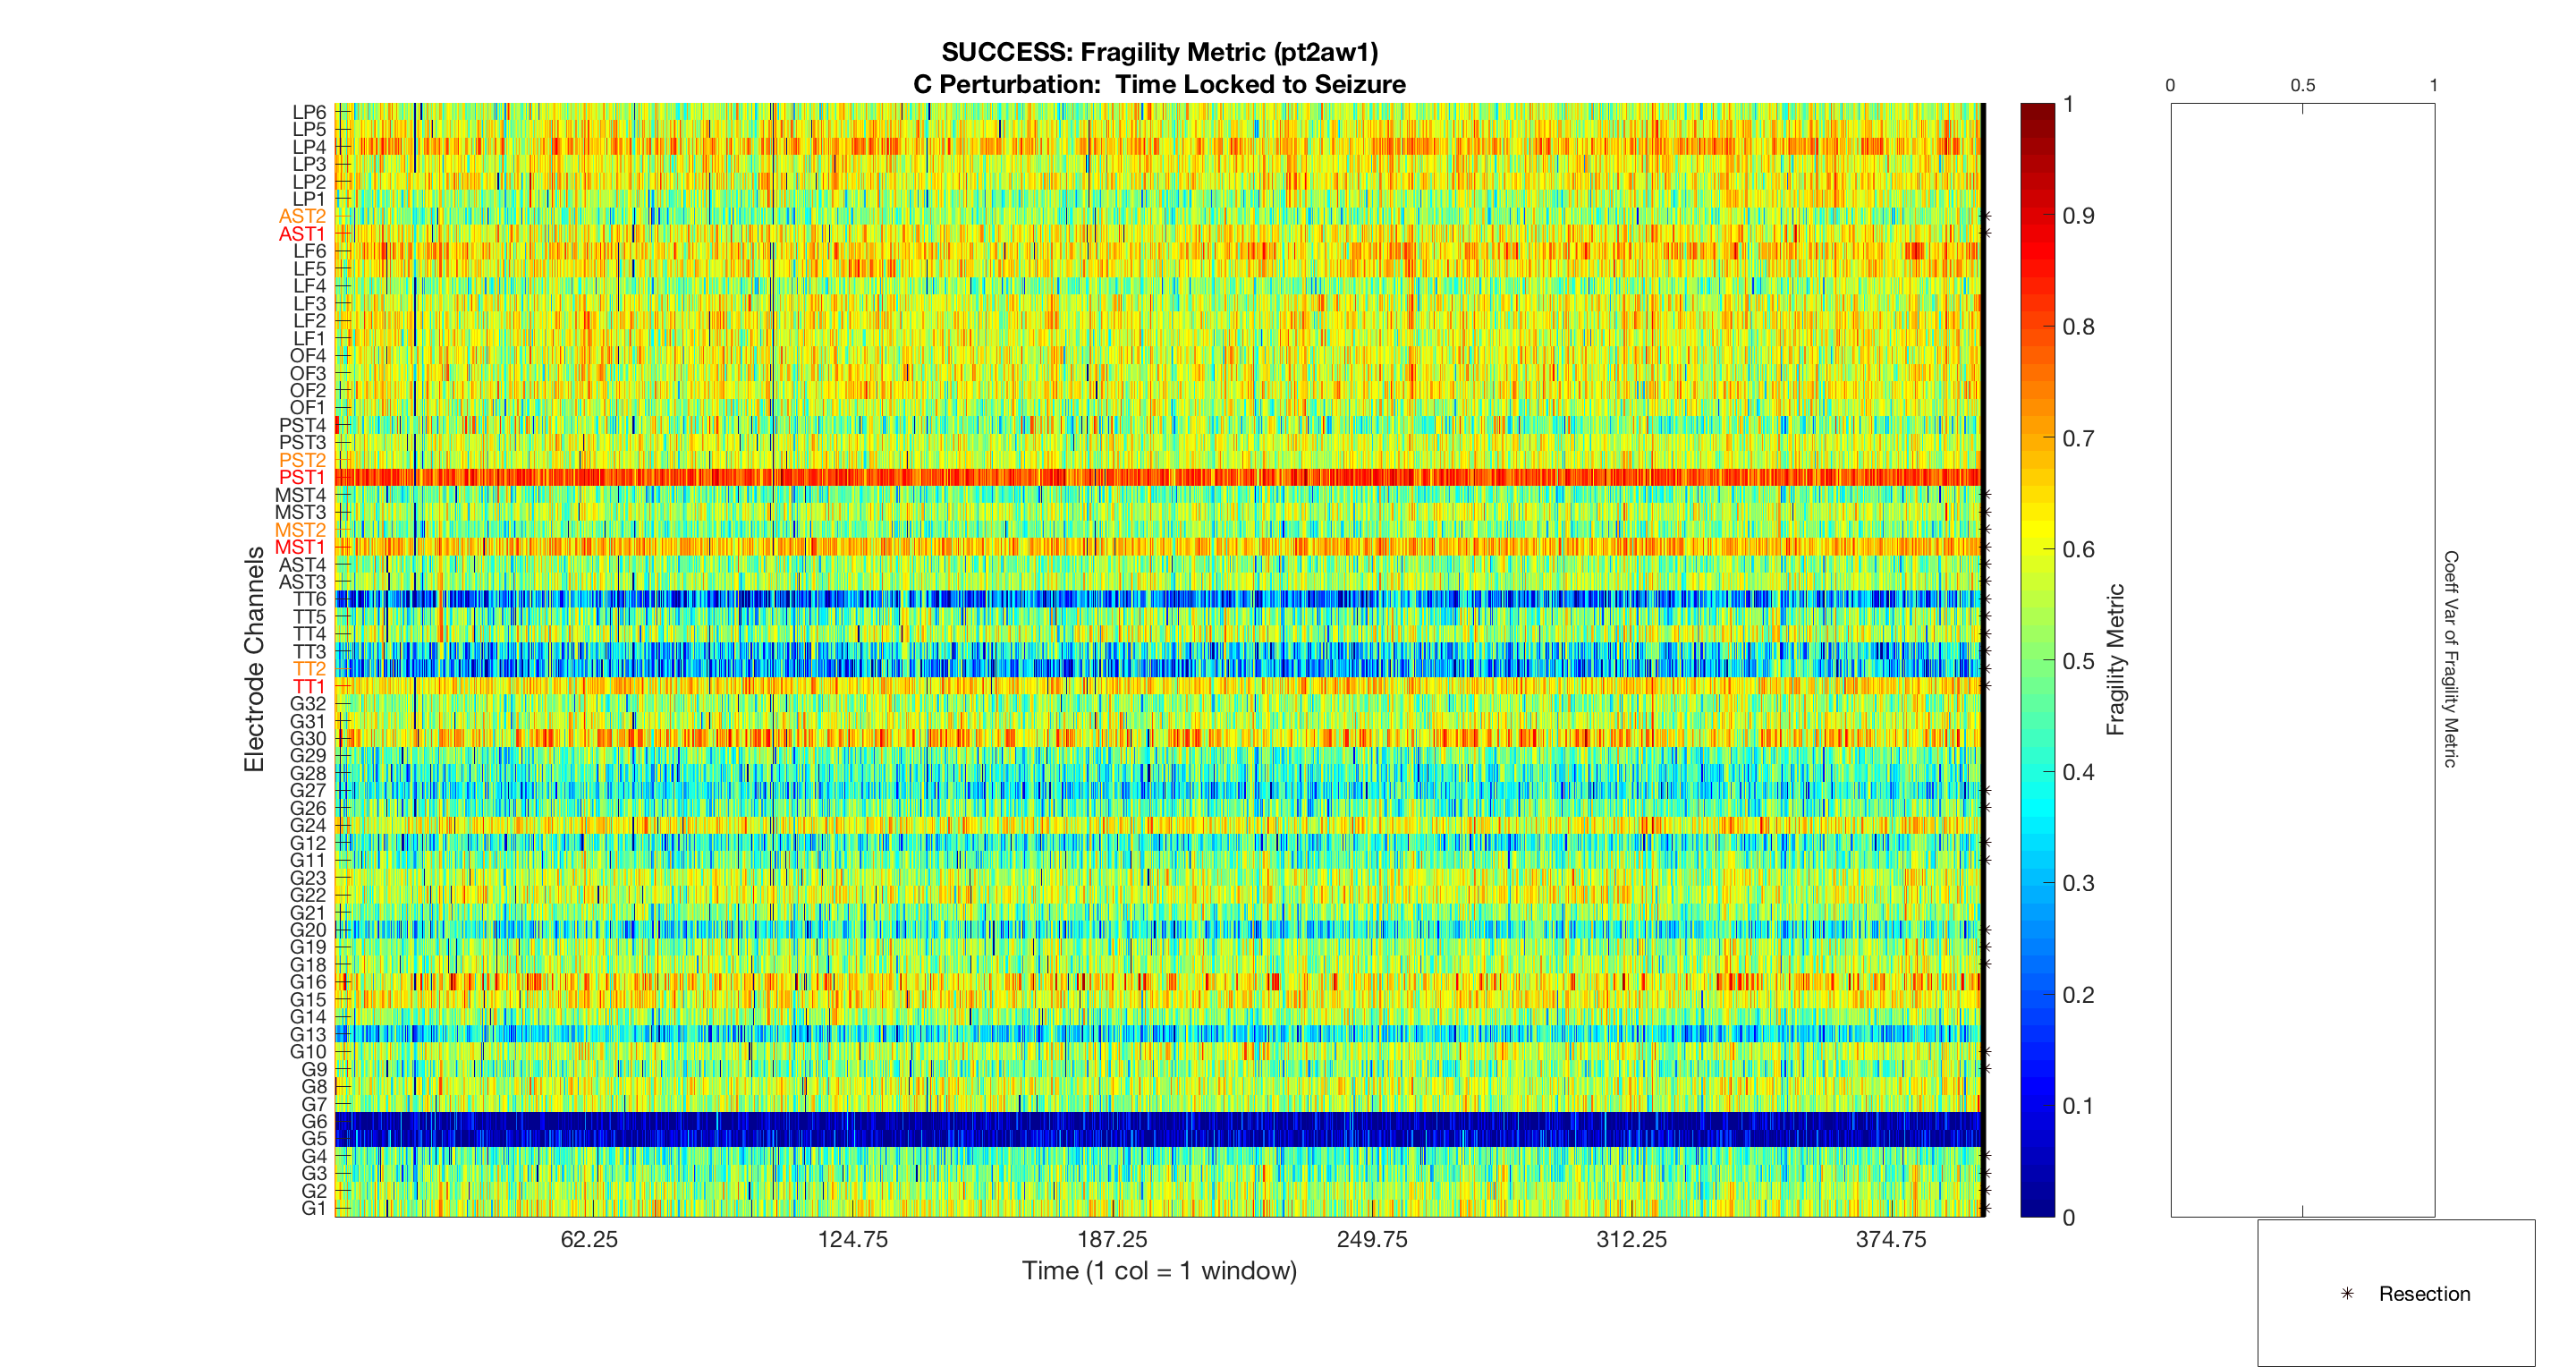 SUCCESS: Fragility Metric (pt2aw1)
C Perturbation: Time Locked to Seizure
Electrode Channels
LP6
LP5
LP4
LP3
LP2
LP1
AST2
AST1
LF6
LF5
LF4
LF3
LF2
LF1
OF4
OF3
OF2
OF1
PST4
PST3
PST2
PST1
MST4
MST3
MST2
MST1
AST4
AST3
TT6
TT5
TT4
TT3
TT2
TT1
G32
G31
G30
G29
G28
G27
G26
G24
G12
G11
G23
G22
G21
G20
G19
G18
G16
G15
G14
G13
G10
G9
G8
G7
G6
G5
G4
G3
G2
G1
62.25 124.75 187.25 249.75 312.25 374.75
Time (1 col = 1 window)
1
0.9
0.8
0.7
0.6
0.5
0.4
0.3
0.2
0.1
0
Fragility Metric
0 0.5 1
Coeff Var of Fragility Metric
Resection